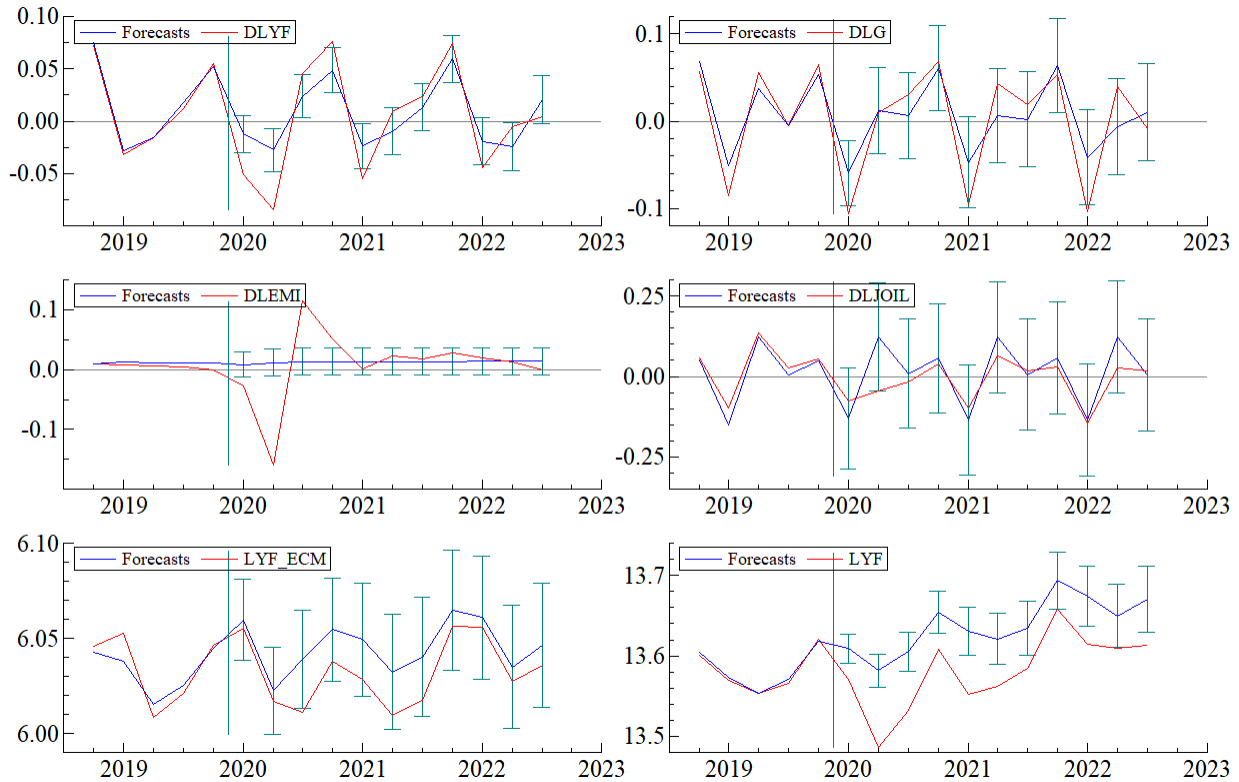 0.10
Forecasts DLYF
0.05
0.00
-0.05
2019 2020 2021 2022 2023
Forecasts DLG
0.1
0.0
-0.1
2019 2020 2021 2022 2023
Forecasts DLEMI
0.1
0.0
-0.1
2019 2020 2021 2022 2023
Forecasts DLJOIL
0.25
0.00
-0.25
2019 2020 2021 2022 2023
6.10
Forecasts LYF_ECM
6.05
6.00
2019 2020 2021 2022 2023
Forecasts LYF
13.7
13.6
13.5
2019 2020 2021 2022 2023